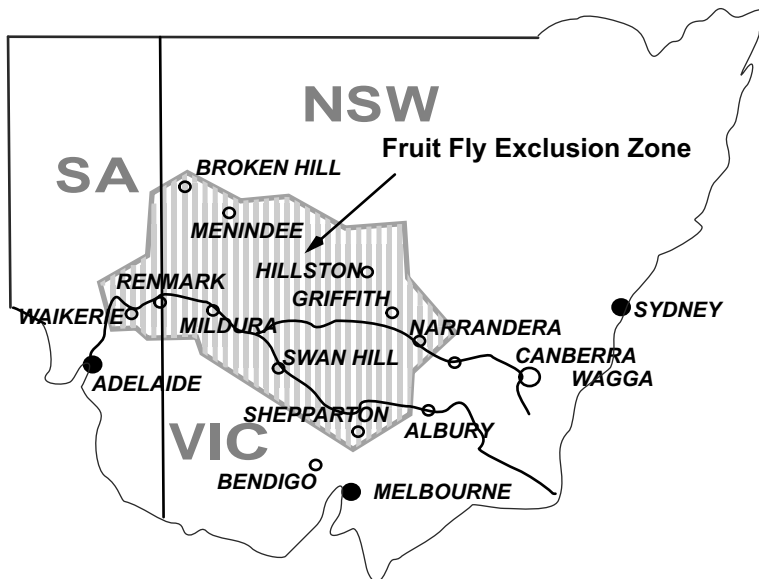 NSW
Fruit Fly Exclusion Zone
SA
BROKEN HILL
MENINDEE
HILLSTON
RENMARK
GRIFFITH
WAIKERIE
MILDURA
NARRANDERA
SYDNEY
SWAN HILL
CANBERRA
WAGGA
ADELAIDE
SHEPPARTON
ALBURY
VIC
BENDIGO
MELBOURNE